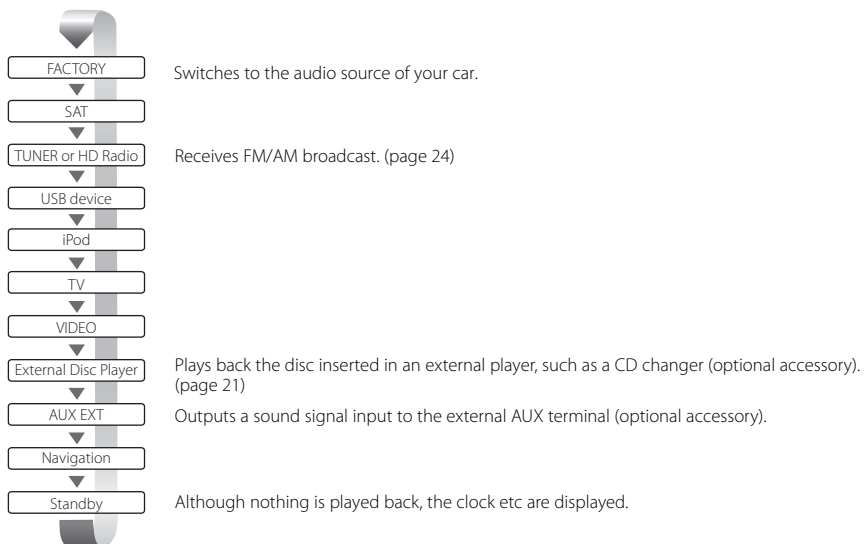 FACTORY
Switches to the audio source of your car.
SAT
TUNER or HD Radio
Receives FM/AM broadcast. (page 24)
USB device
iPod
TV
VIDEO
External Disc Player
Plays back the disc inserted in an external player, such as a CD changer (optional accessory).
(page 21)
AUX EXT
Outputs a sound signal input to the external AUX terminal (optional accessory).
Navigation
Standby
Although nothing is played back, the clock etc are displayed.